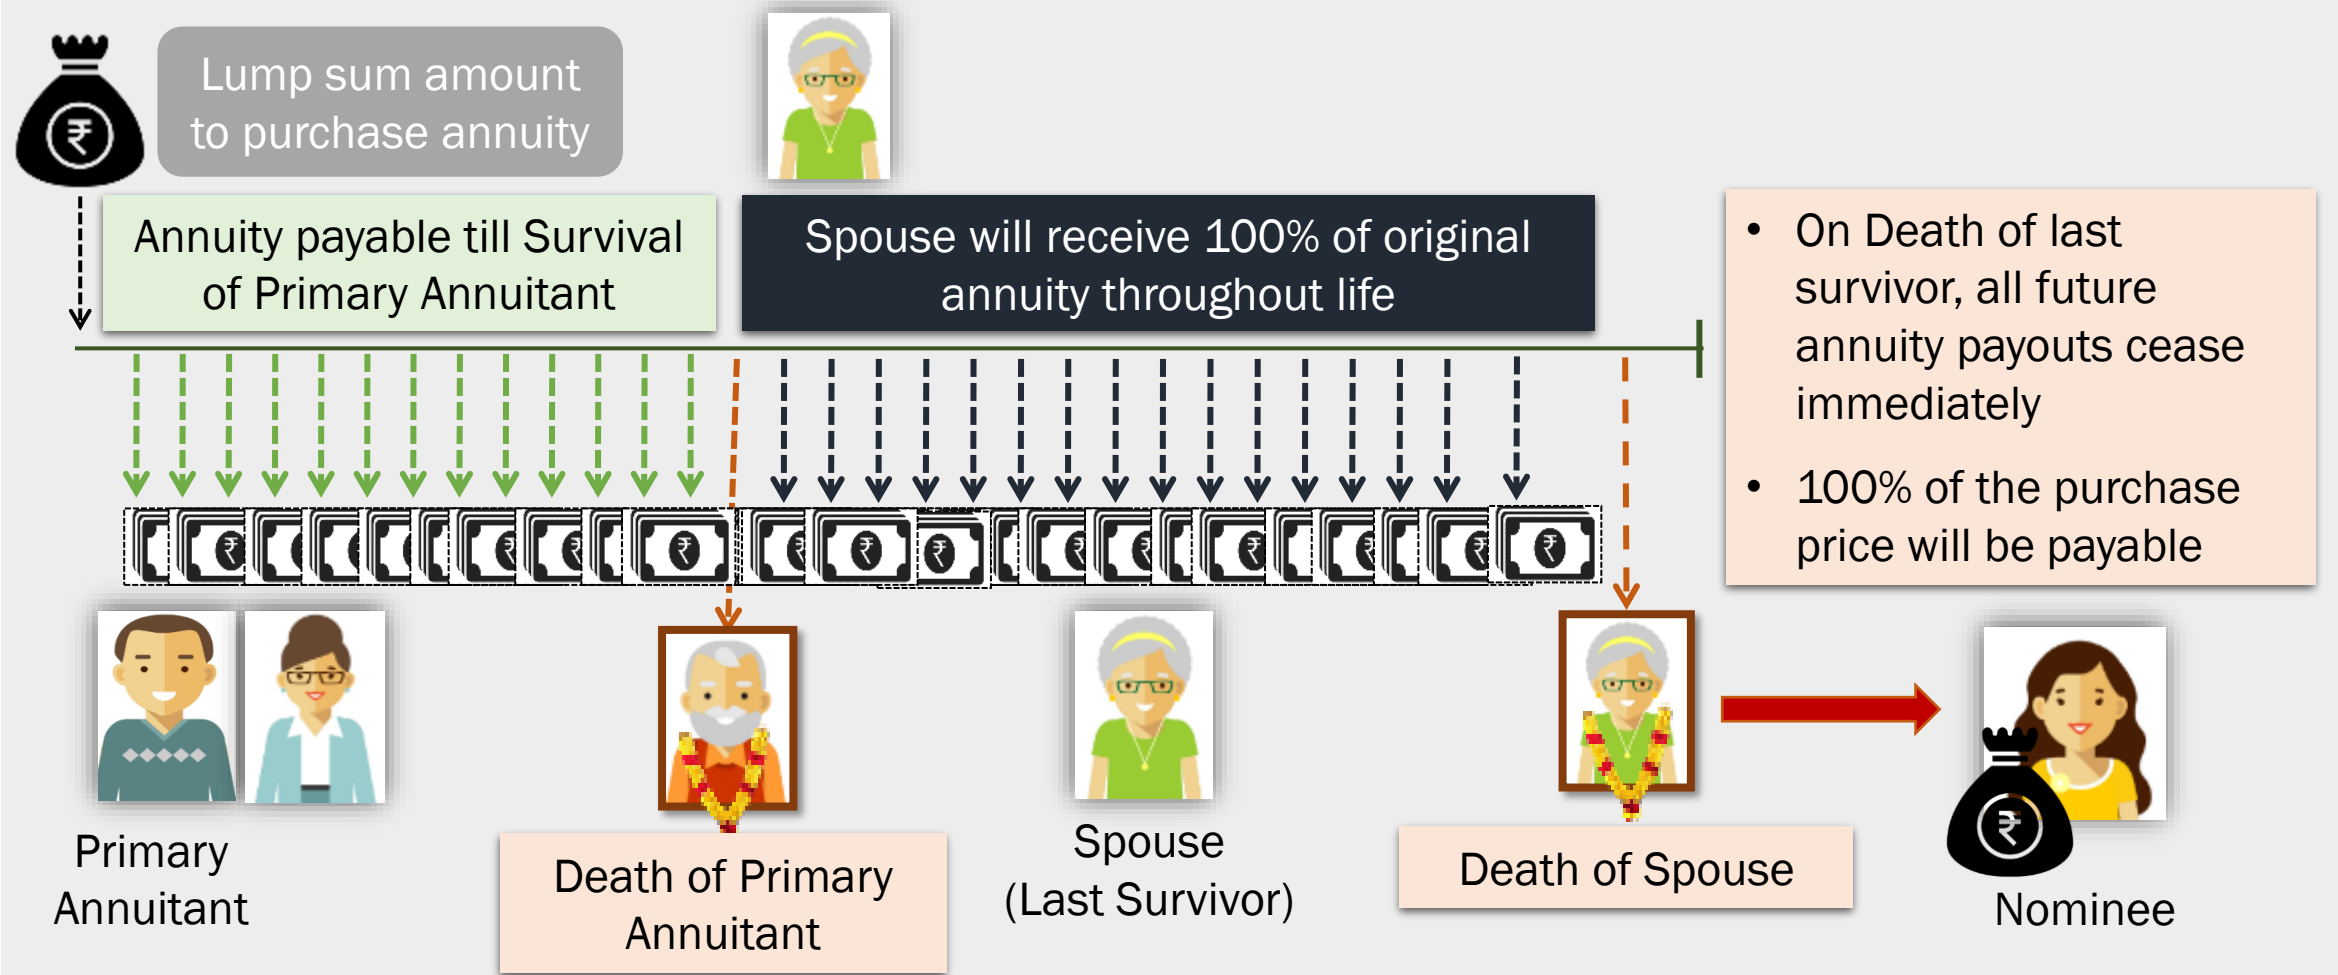 Lump sum amount
to purchase annuity
Annuity payable till Survival
of Primary Annuitant
Spouse will receive 100% of original
annuity throughout life
• On Death of last
survivor, all future
annuity payouts cease
immediately
• 100% of the purchase
price will be payable
Primary
Annuitant
Death of Primary
Annuitant
Spouse
(Last Survivor)
Death of Spouse
Nominee